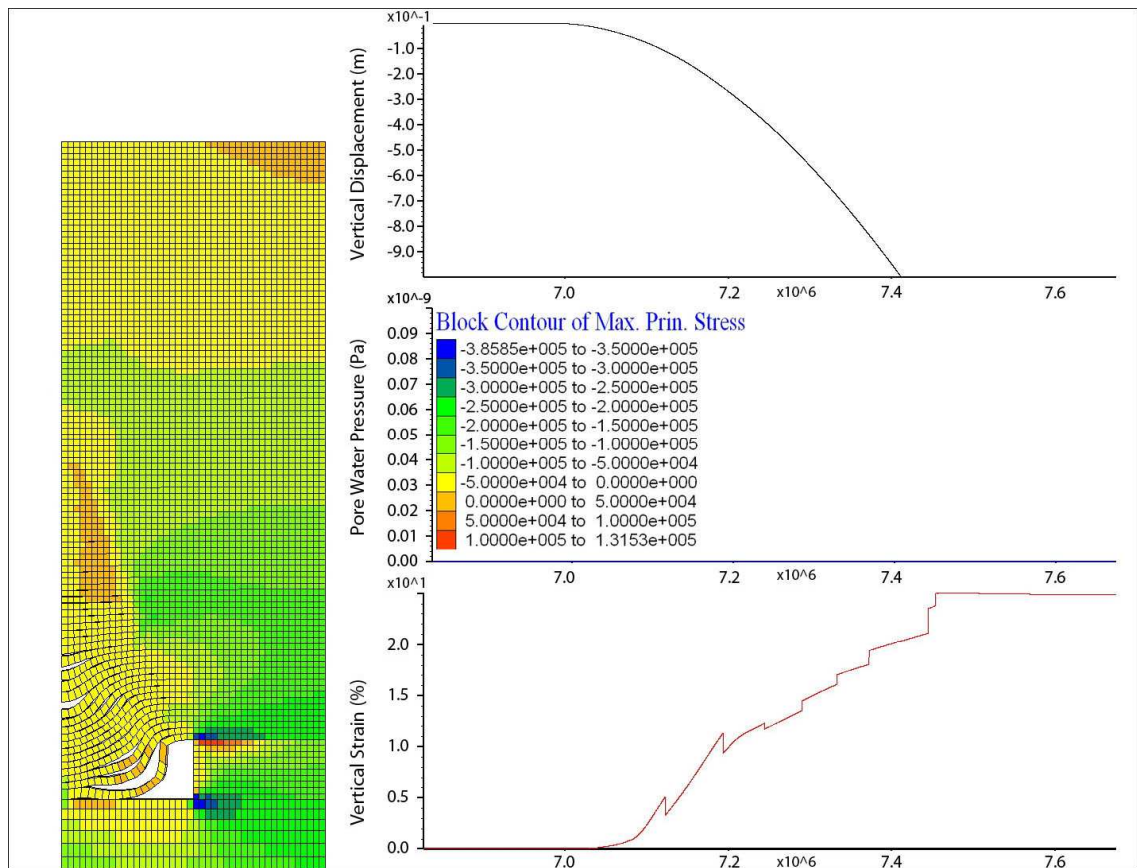 x10^-1
Vertical Displacement (m)
-1.0
-2.0
-3.0
-4.0
-5.0
-6.0
-7.0
-8.0
-9.0
7.0
7.2
x10^6
7.4
7.6
x10^-9
Pore Water Pressure (Pa)
0.09
0.08
0.07
0.06
0.05
0.04
0.03
0.02
0.01
0.00
Block Contour of Max. Prin. Stress
-3.8585e+005 to -3.5000e+005
-3.5000e+005 to -3.0000e+005
-3.0000e+005 to -2.5000e+005
-2.5000e+005 to -2.0000e+005
-2.0000e+005 to -1.5000e+005
-1.5000e+005 to -1.0000e+005
-1.0000e+005 to -5.0000e+004
-5.0000e+004 to 0.0000e+000
0.0000e+000 to 5.0000e+004
5.0000e+004 to 1.0000e+005
1.0000e+005 to 1.3153e+005
7.0
7.2
x10^6
7.4
7.6
x10^1
Vertical Strain (%)
2.0
1.5
1.0
0.5
0.0
7.0
7.2
x10^6
7.4
7.6